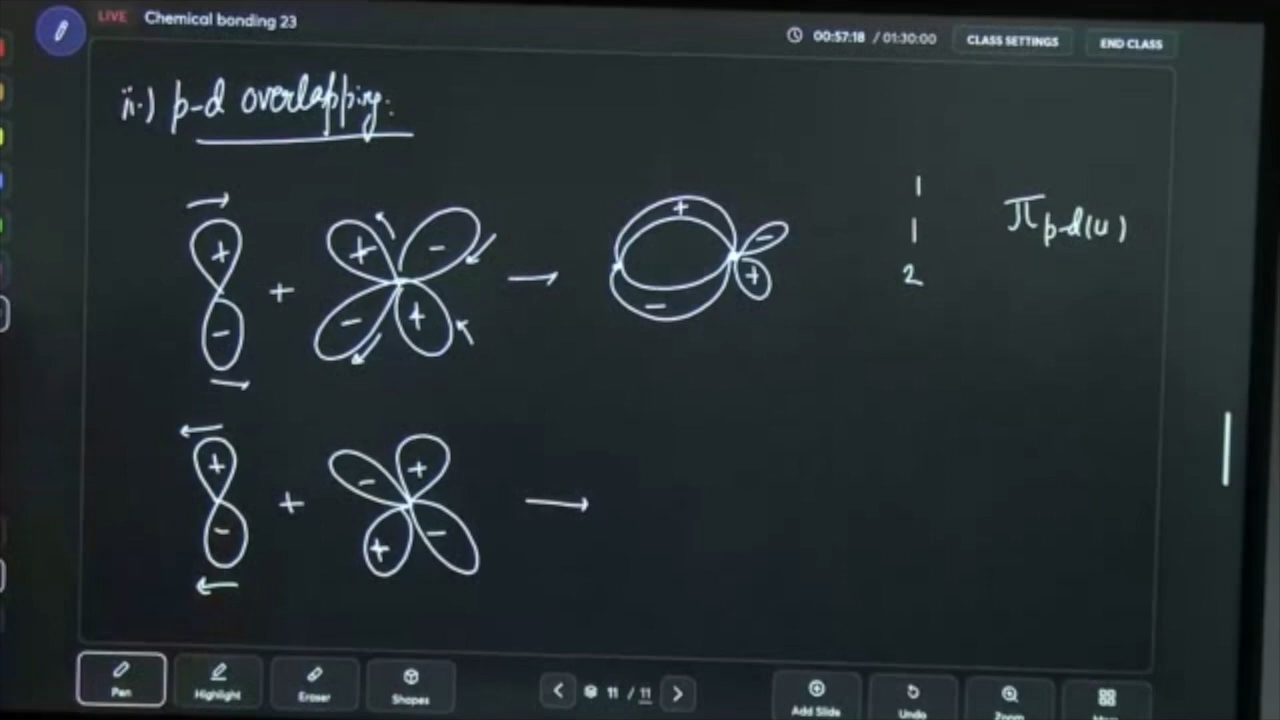 LIVE Chemical bonding 23
00:57:18 / 01:30:00 CLASS SETTINGS END CLASS
ii.) p-d overlapping:
+ + - + 1
- + - + → - + 1 π p-d(u)
- 2
+ - +
- + + - →
Pen Highlight Eraser Shapes 11 / 11 Add Slide Undo Zoom